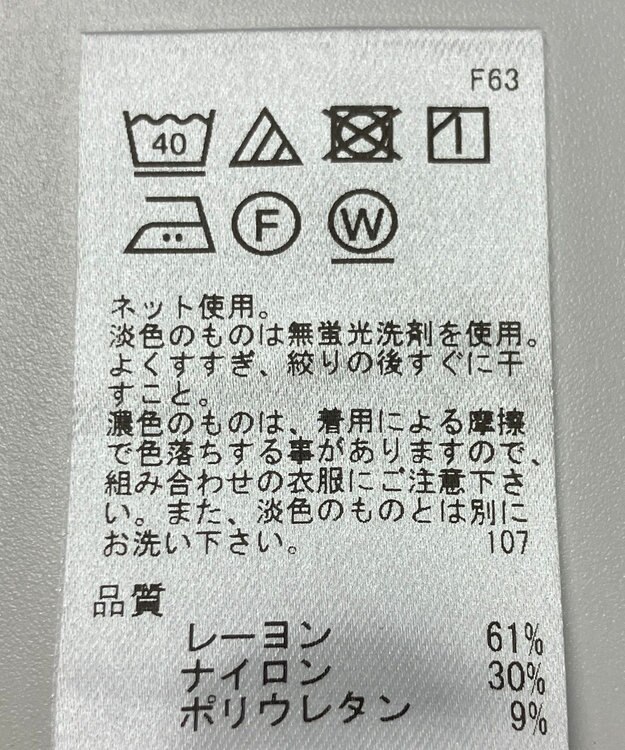 F63
40
F W
ネット使用。
淡色のものは無蛍光洗剤を使用。
よくすすぎ、絞りの後すぐに干
すこと。
濃色のものは、着用による摩擦
で色落ちする事がありますので、
組み合わせの衣服にご注意下さ
い。また、淡色のものとは別に
お洗い下さい。 107
品質
レーヨン 61%
ナイロン 30%
ポリウレタン 9%